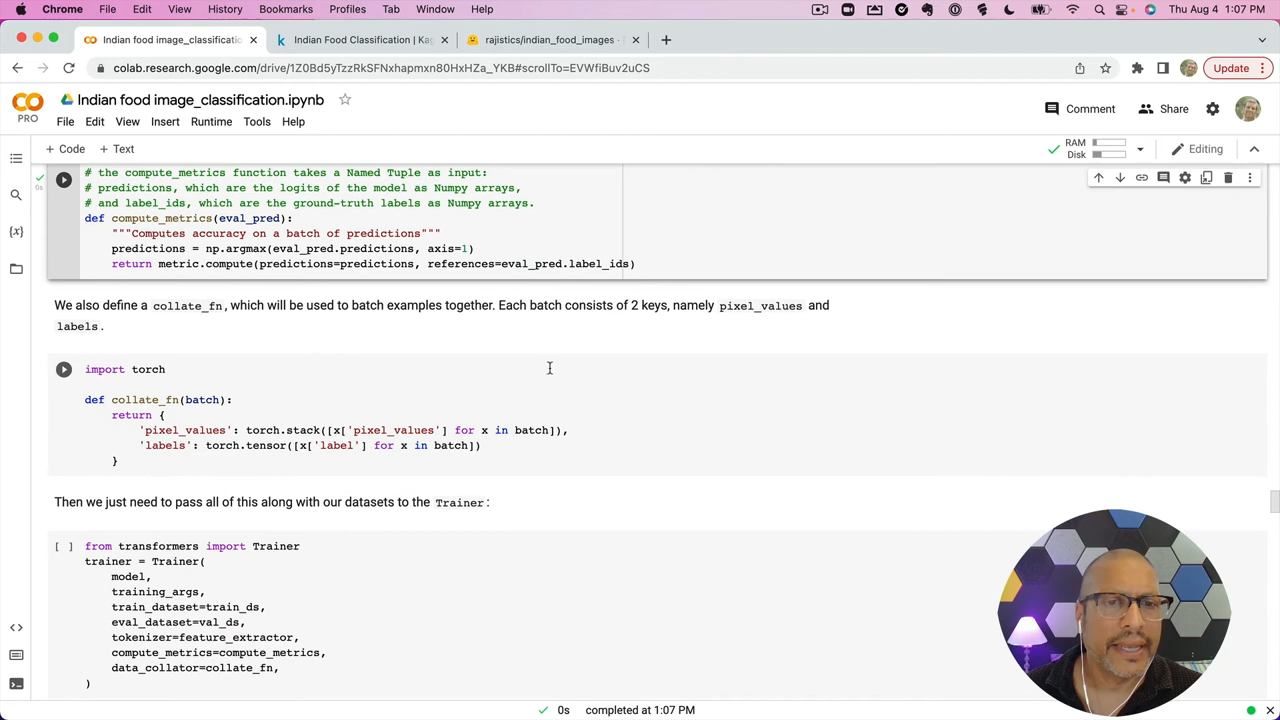 Chrome File Edit View History Bookmarks Profiles Tab Window Help Thu Aug 4 1:07 PM
Indian food image_classificatio Indian Food Classification | Kag rajistics/indian_food_images ·
colab.research.google.com/drive/1Z0Bd5yTzzRkSFNxhapmxn80HxHZa_YKB#scrollTo=EVWfiBuv2uCS Update
CO Indian food image_classification.ipynb Comment Share
PRO File Edit View Insert Runtime Tools Help
+ Code + Text RAM Disk Editing
0s
# the compute_metrics function takes a Named Tuple as input:
# predictions, which are the logits of the model as Numpy arrays,
# and label_ids, which are the ground-truth labels as Numpy arrays.
def compute_metrics(eval_pred):
"""Computes accuracy on a batch of predictions"""
predictions = np.argmax(eval_pred.predictions, axis=1)
return metric.compute(predictions=predictions, references=eval_pred.label_ids)
We also define a collate_fn, which will be used to batch examples together. Each batch consists of 2 keys, namely pixel_values and
labels.
import torch
def collate_fn(batch):
return {
'pixel_values': torch.stack([x['pixel_values'] for x in batch]),
'labels': torch.tensor([x['label'] for x in batch])
}
Then we just need to pass all of this along with our datasets to the Trainer:
[ ] from transformers import Trainer
trainer = Trainer(
model,
training_args,
train_dataset=train_ds,
eval_dataset=val_ds,
tokenizer=feature_extractor,
compute_metrics=compute_metrics,
data_collator=collate_fn,
)
0s completed at 1:07 PM